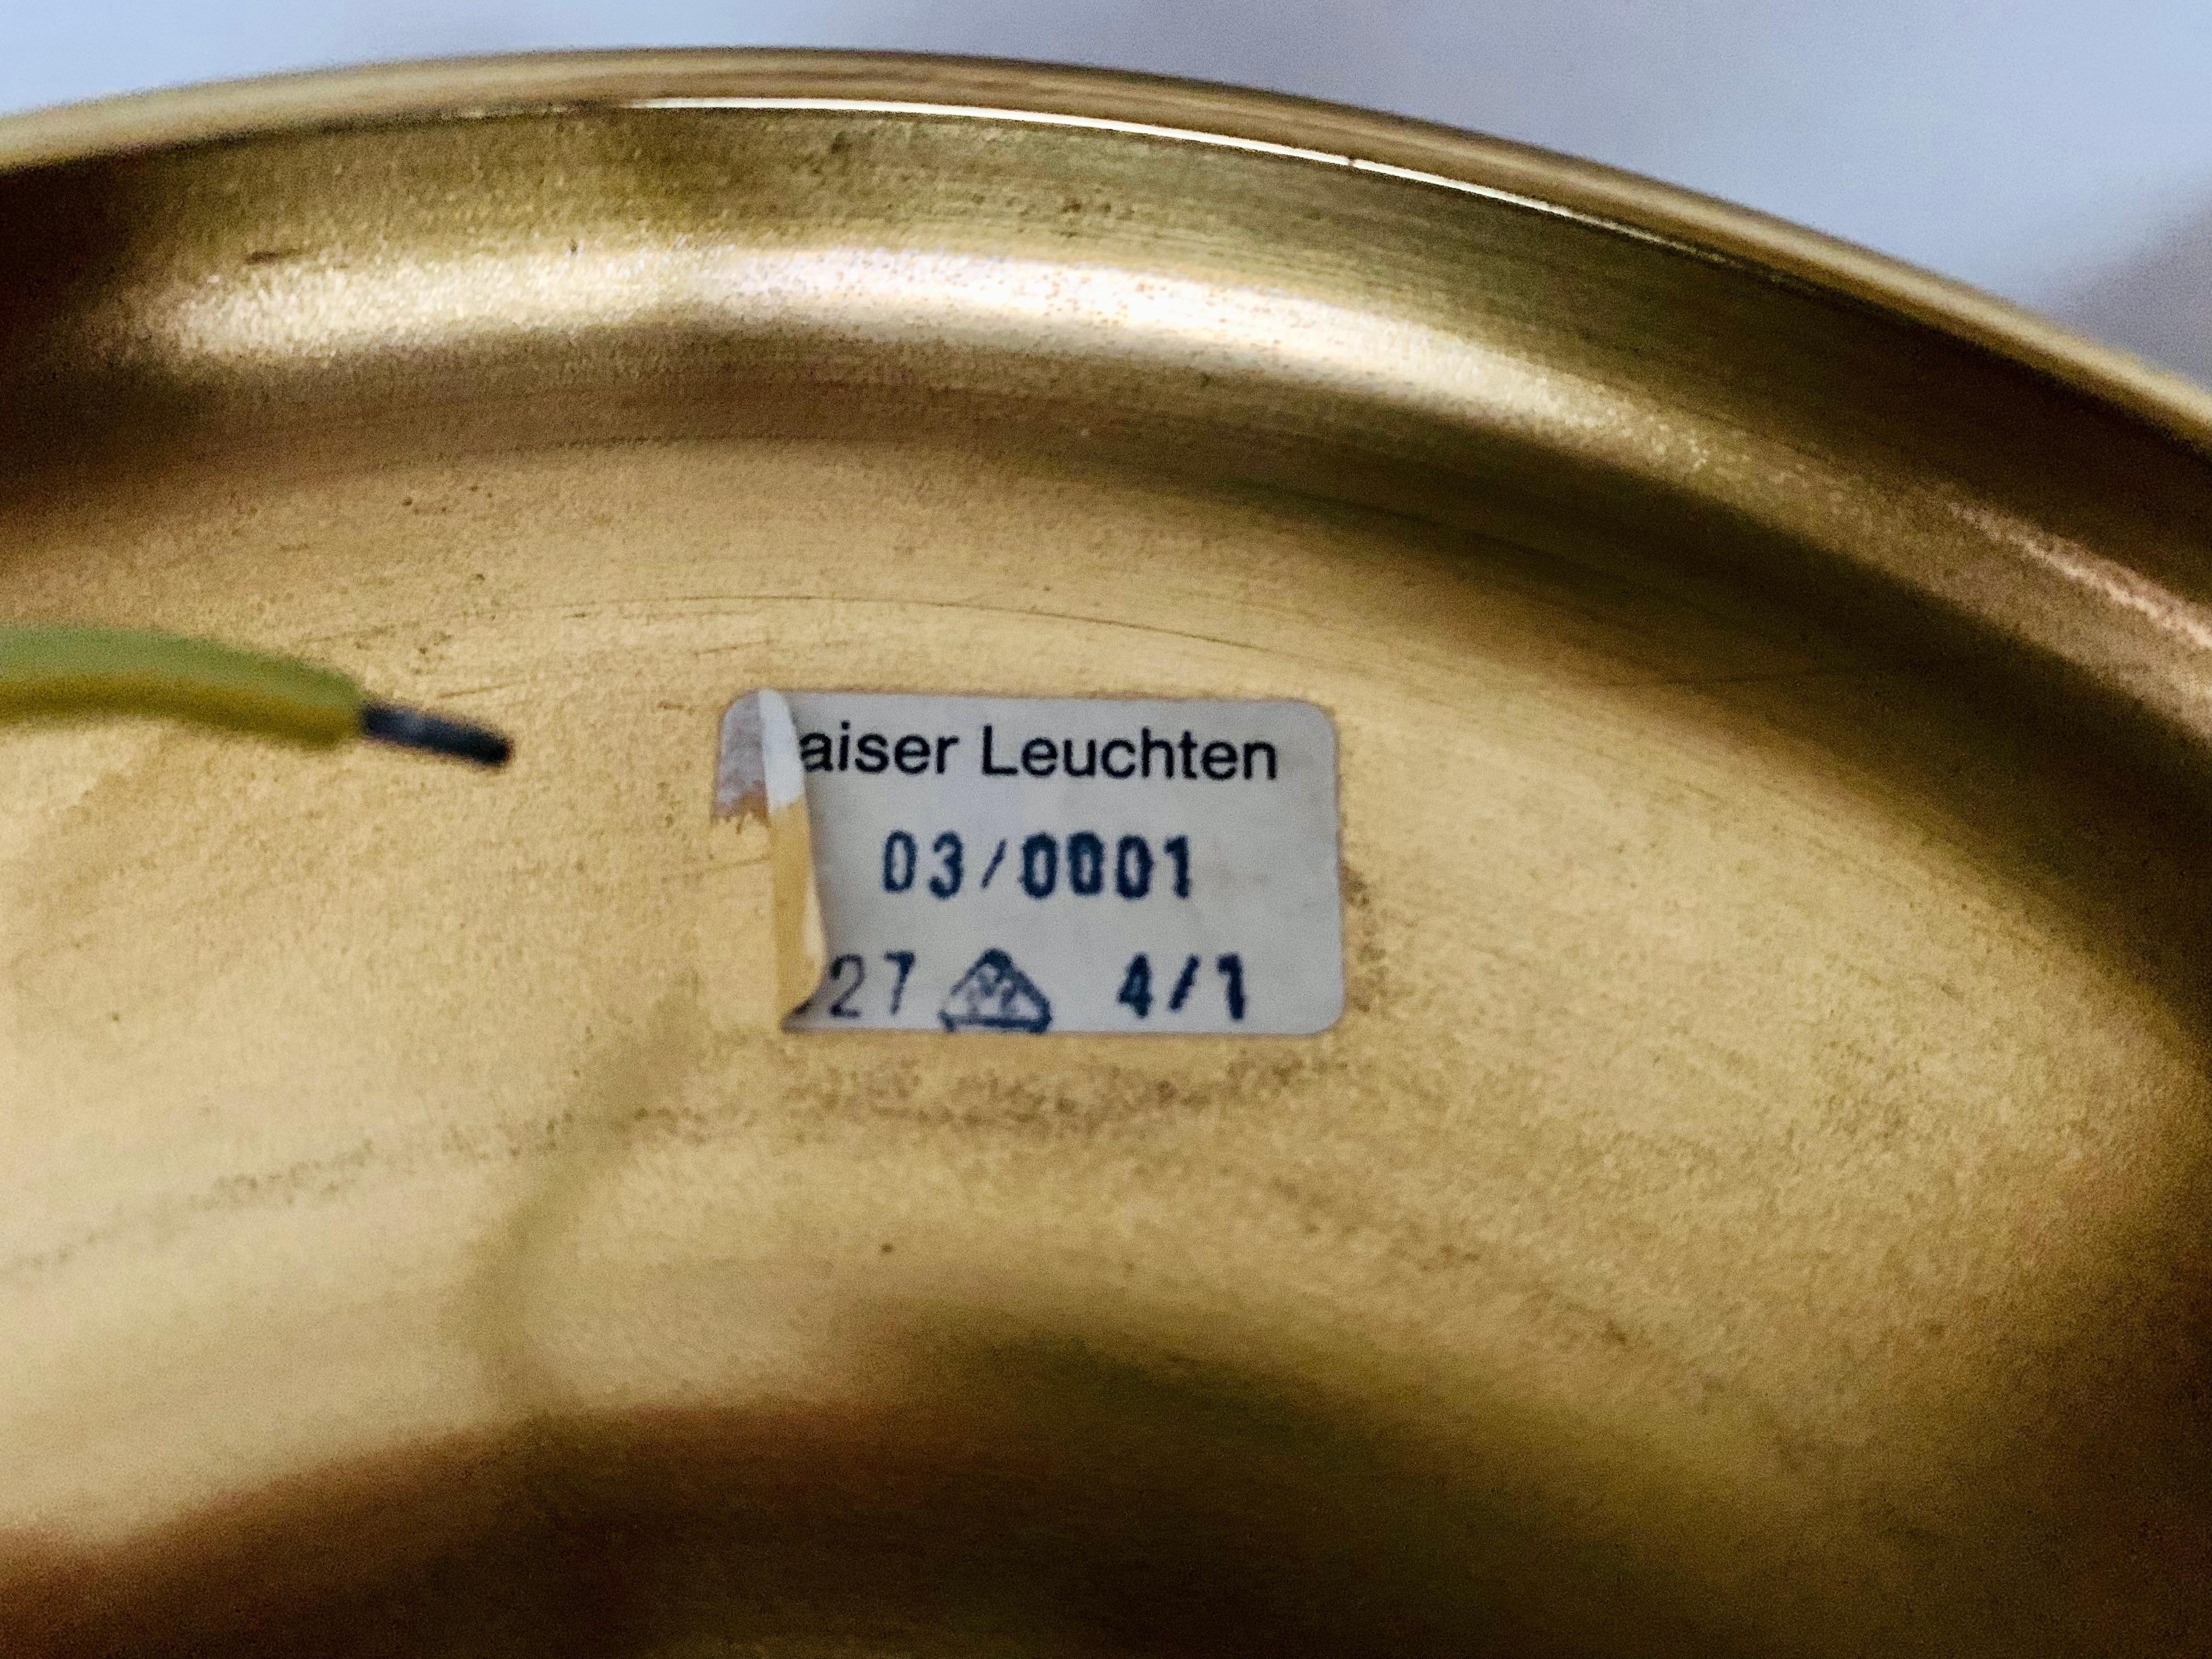 aiser Leuchten
03/0001
27 4/1